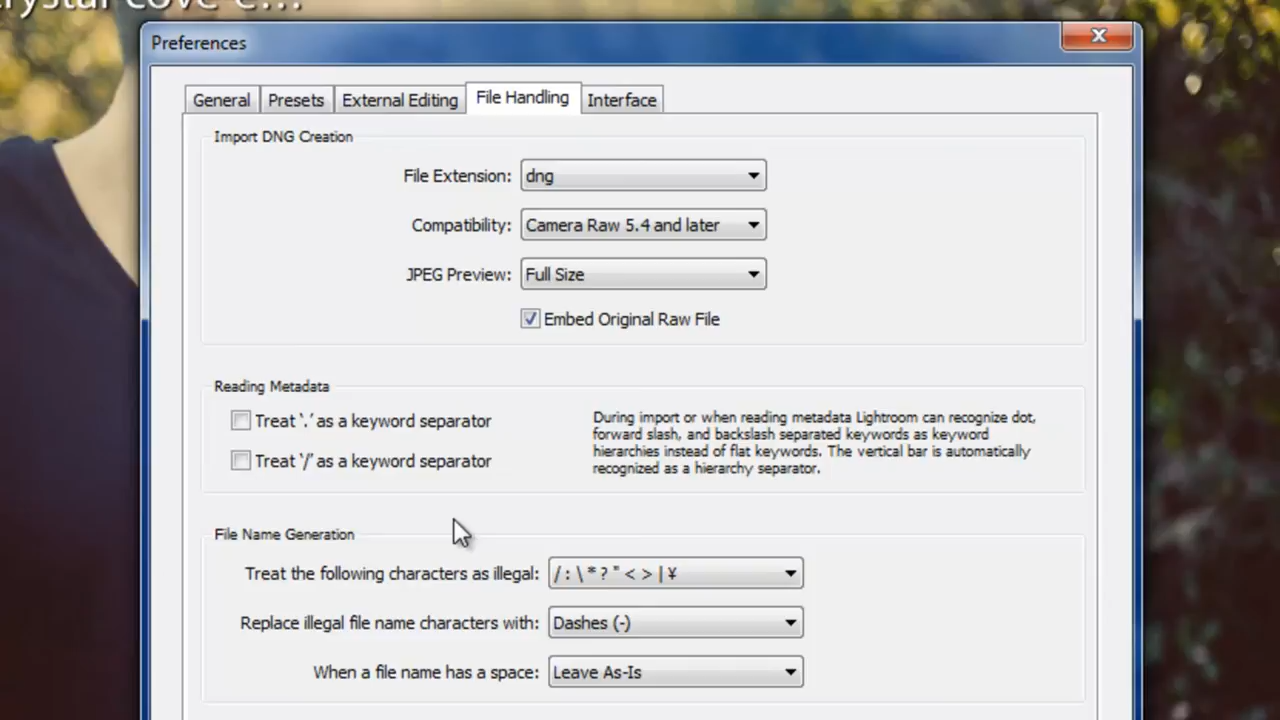 crystal cove e...
Preferences
General Presets External Editing File Handling Interface
Import DNG Creation
File Extension: dng
Compatibility: Camera Raw 5.4 and later
JPEG Preview: Full Size
Embed Original Raw File
Reading Metadata
Treat '.' as a keyword separator
Treat '/' as a keyword separator
During import or when reading metadata Lightroom can recognize dot,
forward slash, and backslash separated keywords as keyword
hierarchies instead of flat keywords. The vertical bar is automatically
recognized as a hierarchy separator.
File Name Generation
Treat the following characters as illegal: / : \ * ? " < > | ¥
Replace illegal file name characters with: Dashes (-)
When a file name has a space: Leave As-Is